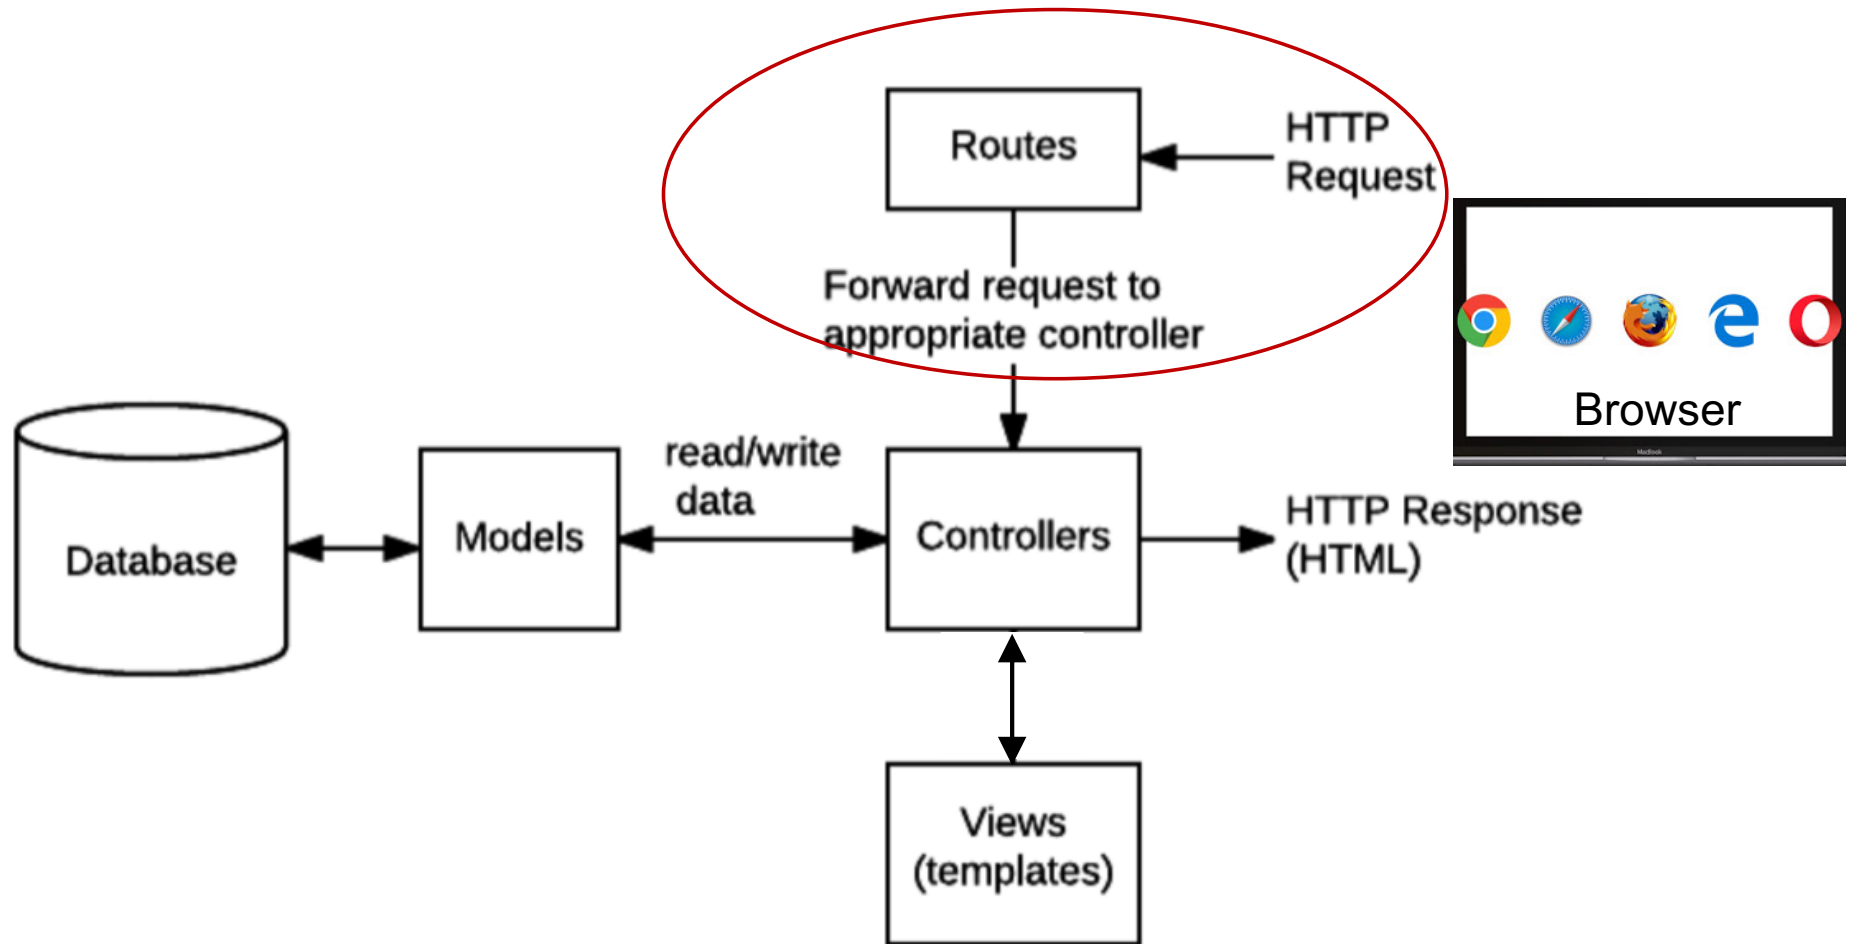 Routes
HTTP
Request
Forward request to
appropriate controller
Browser
MacBook
Database
Models
read/write
data
Controllers
HTTP Response
(HTML)
Views
(templates)